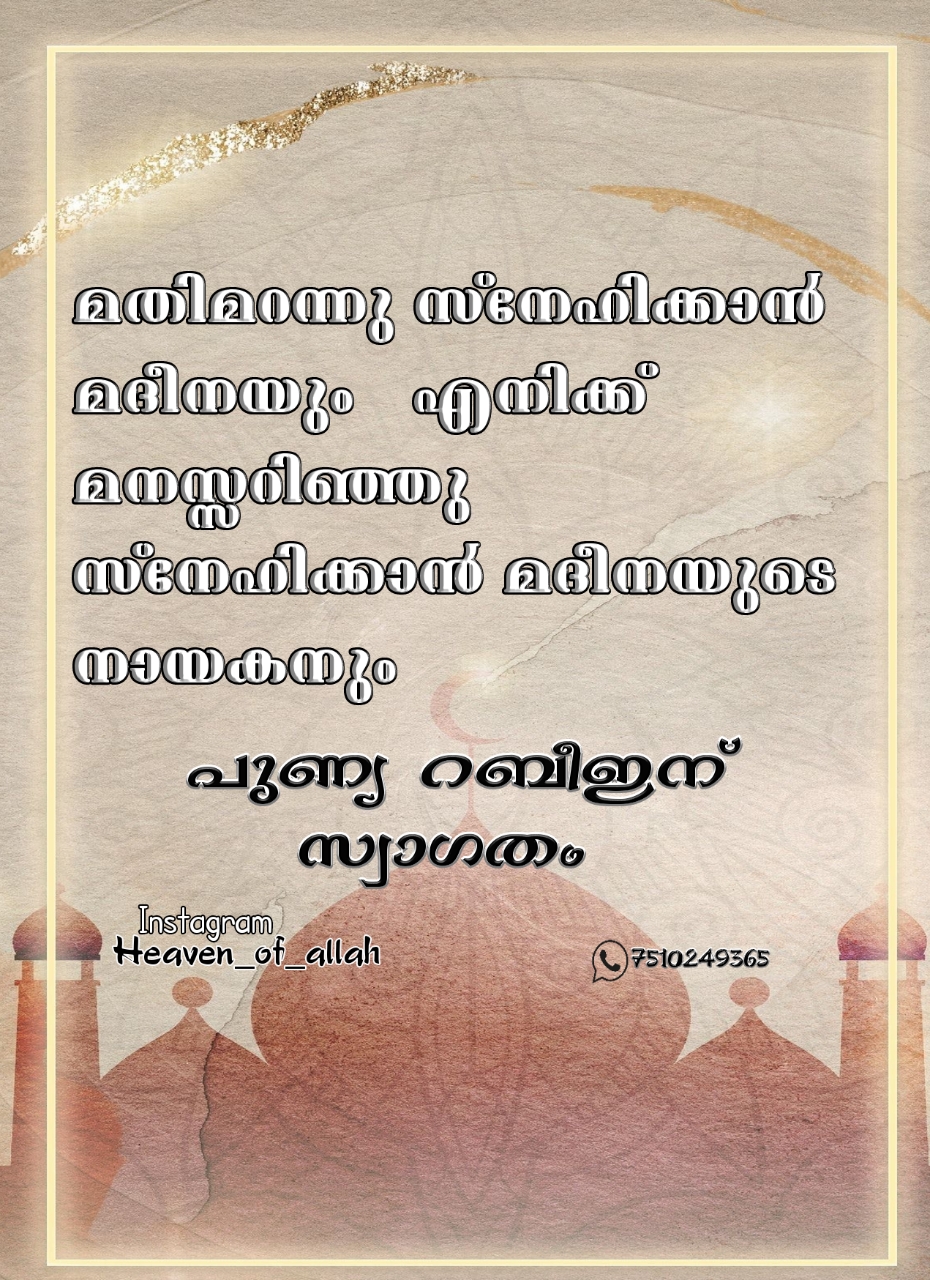 മതിമറന്നു സ്നേഹിക്കാൻ
മദീനയും എനിക്ക്
മനസ്സറിഞ്ഞു
സ്നേഹിക്കാൻ മദീനയുടെ
നായകനും
പുണ്യ റബീഇന്
സ്വാഗതം
Instagram
Heaven_of_allah
7510249365